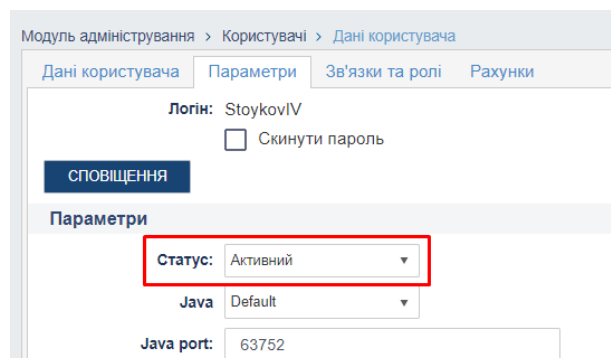 Модуль адміністрування > Користувачі > Дані користувача
Дані користувача Параметри Зв'язки та ролі Рахунки
Логін: StoykovIV
Скинути пароль
СПОВІЩЕННЯ
Параметри
Статус: Активний
Java Default
Java port: 63752